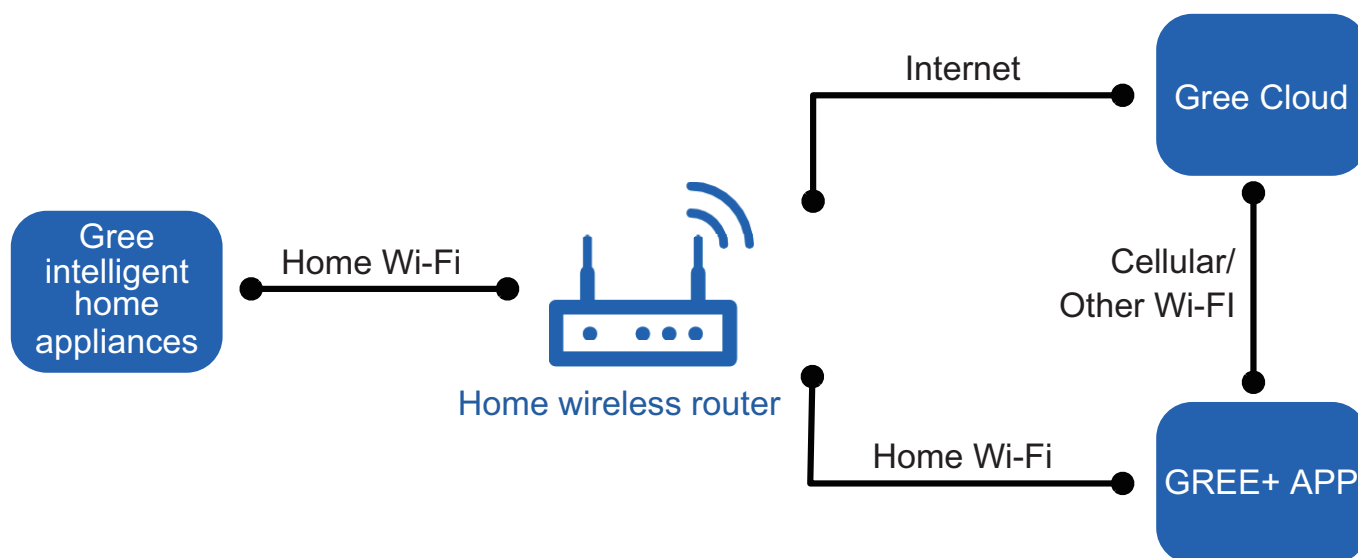 Internet
Gree Cloud
Gree
intelligent
home
appliances
Home Wi-Fi
Cellular/
Other Wi-FI
Home wireless router
Home Wi-Fi
GREE+ APP